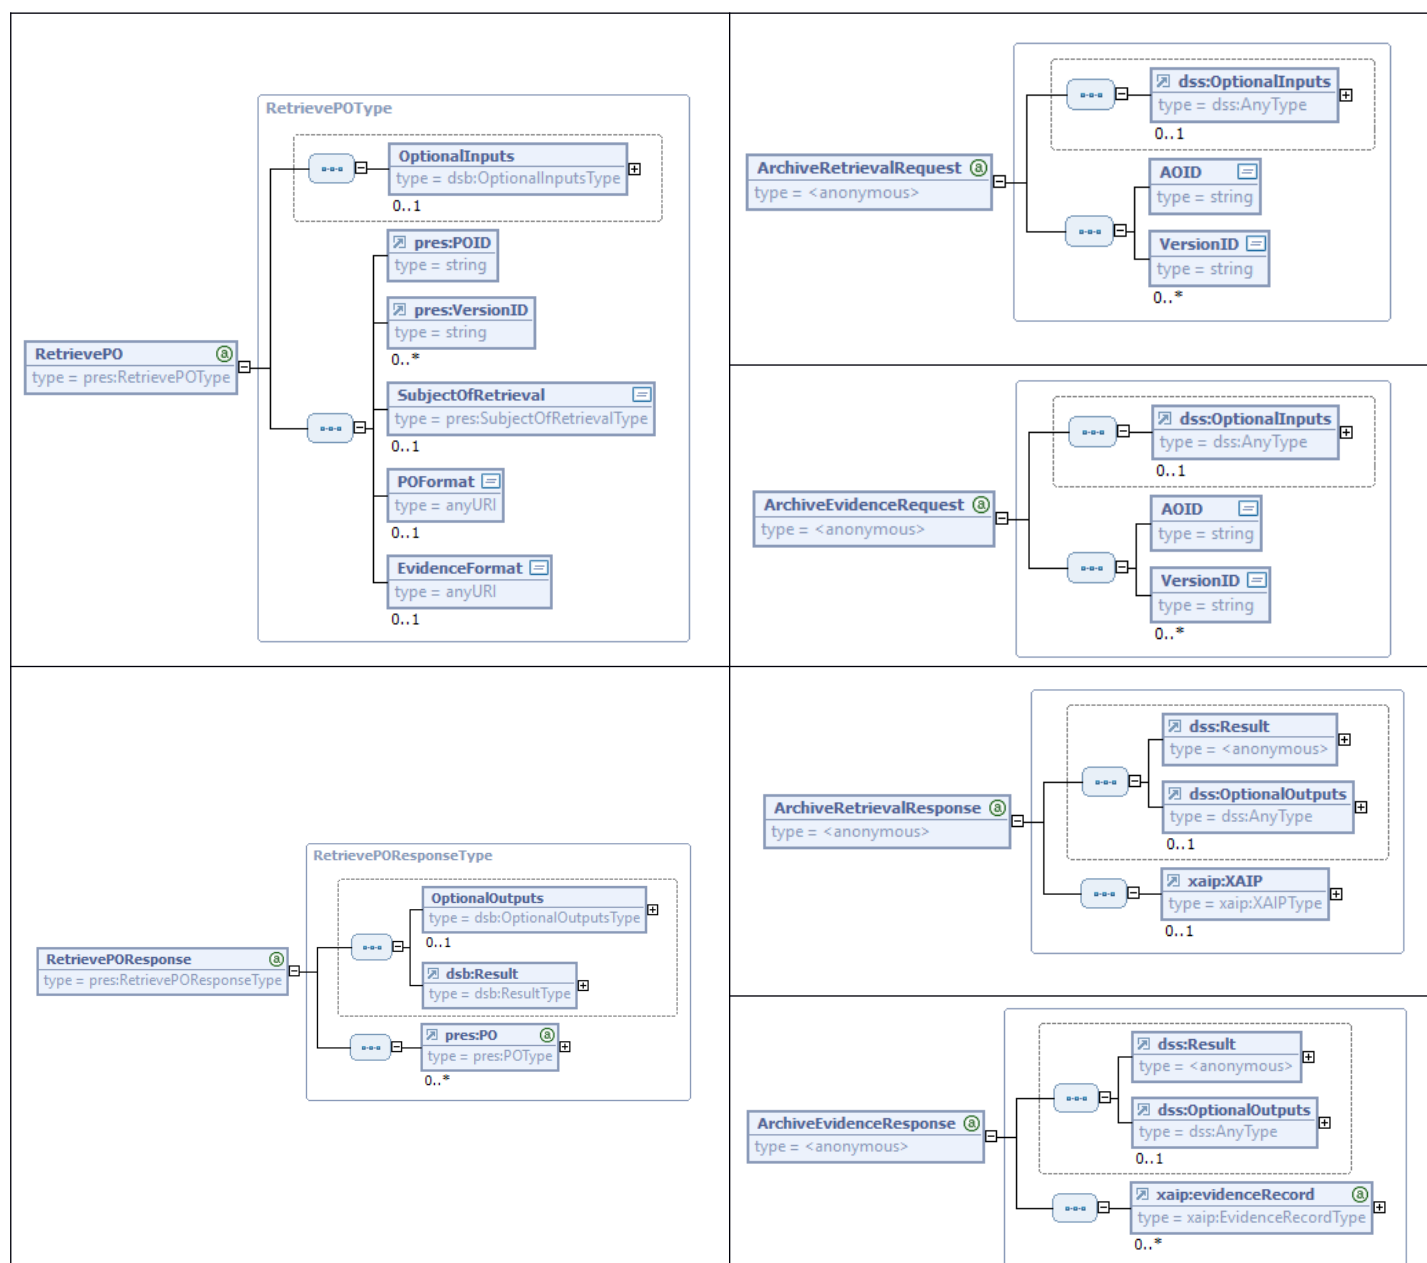 RetrievePOType
OptionalInputs
type = dsb:OptionalInputsType
0..1
pres:POID
type = string
pres:VersionID
type = string
0..*
RetrievePO a
type = pres:RetrievePOType
SubjectOfRetrieval
type = pres:SubjectOfRetrievalType
0..1
POFormat
type = anyURI
0..1
EvidenceFormat
type = anyURI
0..1
dss:OptionalInputs
type = dss:AnyType
0..1
ArchiveRetrievalRequest a
type = <anonymous>
AOID
type = string
VersionID
type = string
0..*
dss:OptionalInputs
type = dss:AnyType
0..1
ArchiveEvidenceRequest a
type = <anonymous>
AOID
type = string
VersionID
type = string
0..*
RetrievePOResponseType
OptionalOutputs
type = dsb:OptionalOutputsType
0..1
RetrievePOResponse a
type = pres:RetrievePOResponseType
dsb:Result
type = dsb:ResultType
pres:PO a
type = pres:POType
0..*
dss:Result
type = <anonymous>
dss:OptionalOutputs
type = dss:AnyType
0..1
ArchiveRetrievalResponse a
type = <anonymous>
xaip:XAIP
type = xaip:XAIPType
0..1
dss:Result
type = <anonymous>
dss:OptionalOutputs
type = dss:AnyType
0..1
ArchiveEvidenceResponse a
type = <anonymous>
xaip:evidenceRecord a
type = xaip:EvidenceRecordType
0..*